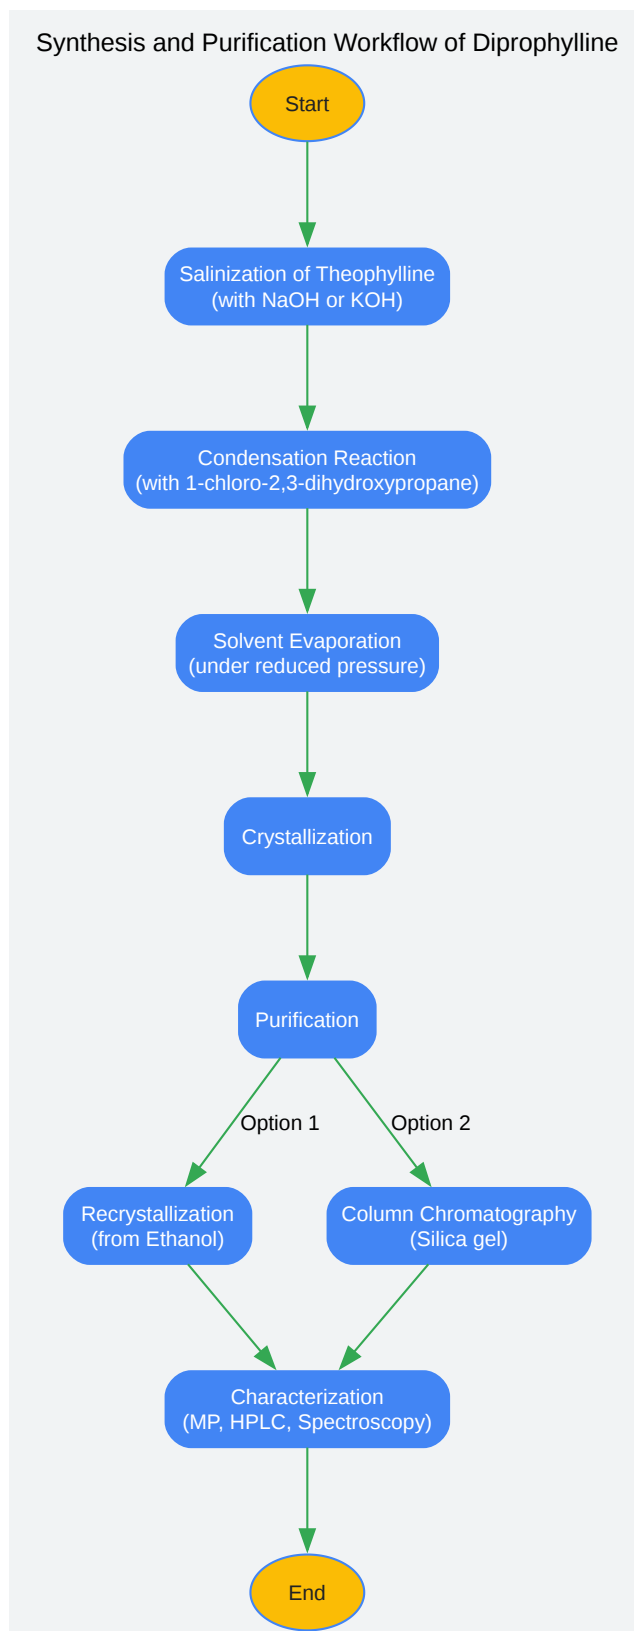 Synthesis and Purification Workflow of Diprophylline
Start
Salinization of Theophylline
(with NaOH or KOH)
Condensation Reaction
(with 1-chloro-2,3-dihydroxypropane)
Solvent Evaporation
(under reduced pressure)
Crystallization
Purification
Option 1
Option 2
Recrystallization
(from Ethanol)
Column Chromatography
(Silica gel)
Characterization
(MP, HPLC, Spectroscopy)
End